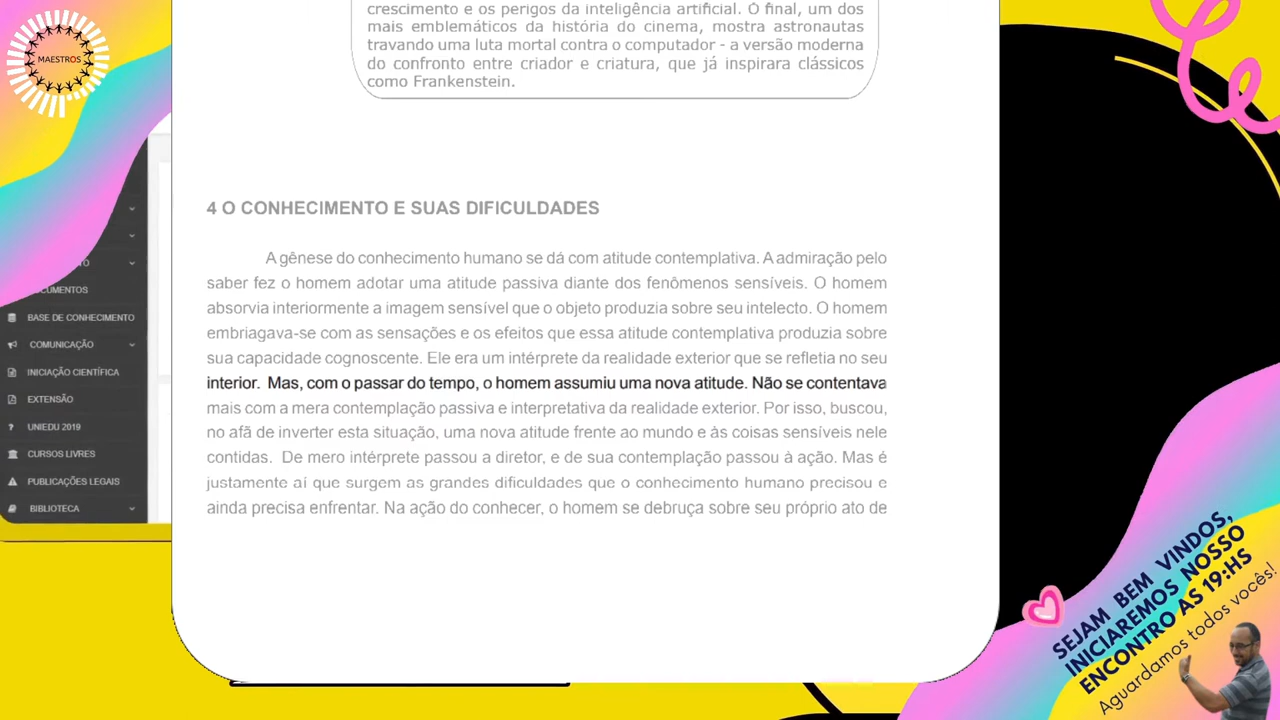 MAESTROS
crescimento e os perigos da inteligência artificial. O final, um dos
mais emblemáticos da história do cinema, mostra astronautas
travando uma luta mortal contra o computador - a versão moderna
do confronto entre criador e criatura, que já inspirara clássicos
como Frankenstein.
4 O CONHECIMENTO E SUAS DIFICULDADES
A gênese do conhecimento humano se dá com atitude contemplativa. A admiração pelo
saber fez o homem adotar uma atitude passiva diante dos fenômenos sensíveis. O homem
absorvia interiormente a imagem sensível que o objeto produzia sobre seu intelecto. O homem
embriagava-se com as sensações e os efeitos que essa atitude contemplativa produzia sobre
sua capacidade cognoscente. Ele era um intérprete da realidade exterior que se refletia no seu
interior. Mas, com o passar do tempo, o homem assumiu uma nova atitude. Não se contentava
mais com a mera contemplação passiva e interpretativa da realidade exterior. Por isso, buscou,
no afã de inverter esta situação, uma nova atitude frente ao mundo e às coisas sensíveis nele
contidas. De mero intérprete passou a diretor, e de sua contemplação passou à ação. Mas é
justamente aí que surgem as grandes dificuldades que o conhecimento humano precisou e
ainda precisa enfrentar. Na ação do conhecer, o homem se debruça sobre seu próprio ato de
BASE DE CONHECIMENTO
COMUNICAÇÃO
INICIAÇÃO CIENTÍFICA
EXTENSÃO
UNIEDU 2019
CURSOS LIVRES
PUBLICAÇÕES LEGAIS
BIBLIOTECA
SEJAM BEM VINDOS,
INICIAREMOS NOSSO
ENCONTRO AS 19:HS
Aguardamos todos vocês!